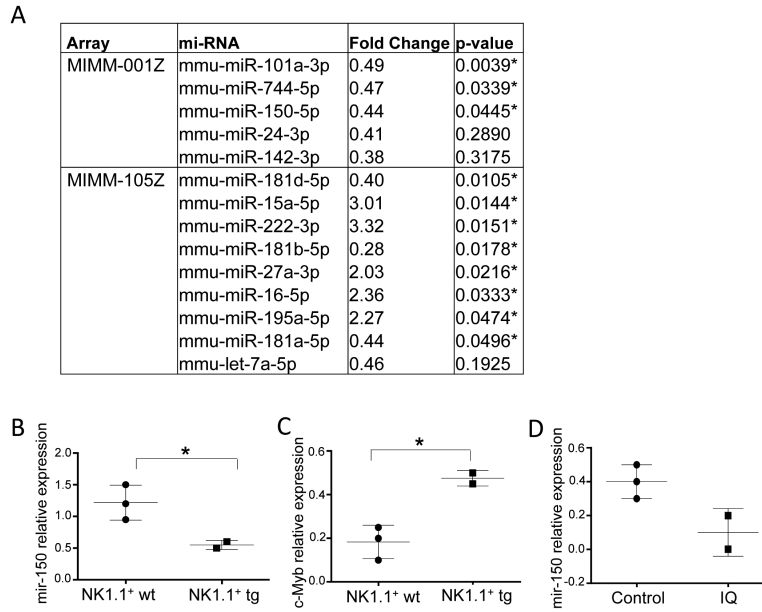 A
Array mi-RNA Fold Change p-value
MIMM-001Z mmu-miR-101a-3p 0.49 0.0039*
mmu-miR-744-5p 0.47 0.0339*
mmu-miR-150-5p 0.44 0.0445*
mmu-miR-24-3p 0.41 0.2890
mmu-miR-142-3p 0.38 0.3175
MIMM-105Z mmu-miR-181d-5p 0.40 0.0105*
mmu-miR-15a-5p 3.01 0.0144*
mmu-miR-222-3p 3.32 0.0151*
mmu-miR-181b-5p 0.28 0.0178*
mmu-miR-27a-3p 2.03 0.0216*
mmu-miR-16-5p 2.36 0.0333*
mmu-miR-195a-5p 2.27 0.0474*
mmu-miR-181a-5p 0.44 0.0496*
mmu-let-7a-5p 0.46 0.1925
B
mir-150 relative expression
2.0
1.5
1.0
0.5
0.0
*
NK1.1⁺ wt NK1.1⁺ tg
C
c-Myb relative expression
0.6
0.4
0.2
0.0
*
NK1.1⁺ wt NK1.1⁺ tg
D
mir-150 relative expression
0.6
0.4
0.2
0.0
-0.2
Control IQ